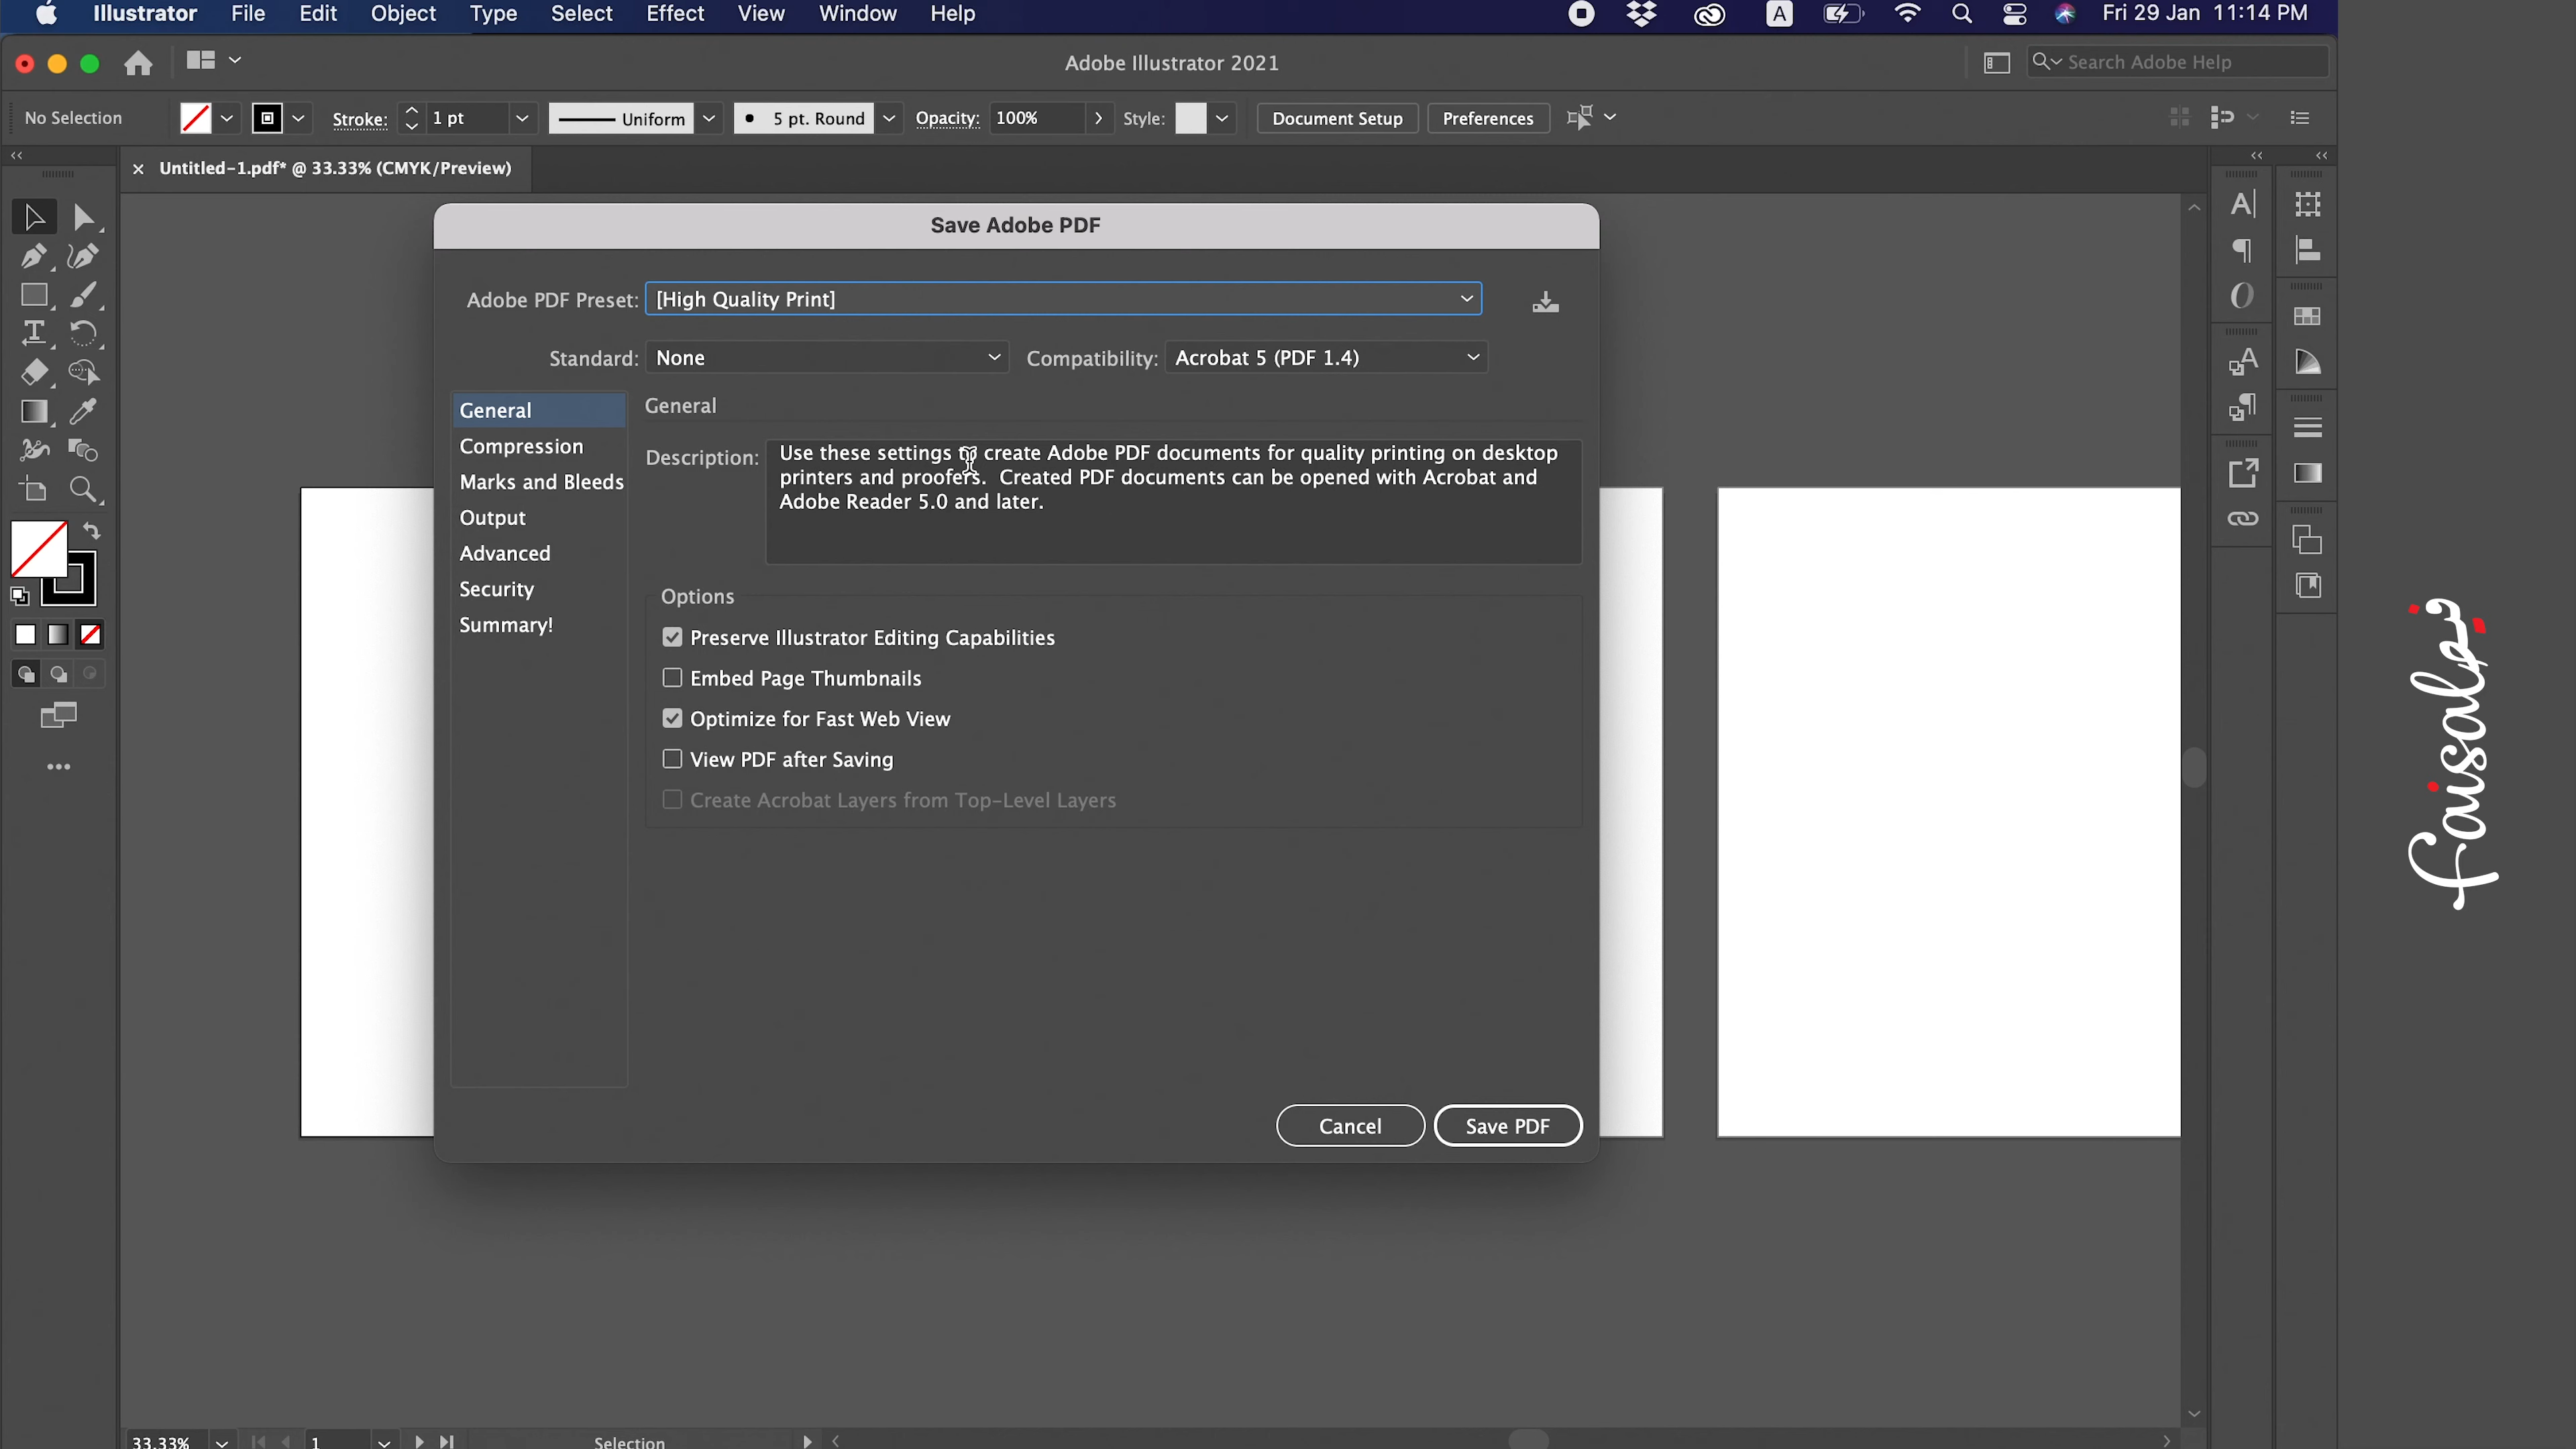 Illustrator File Edit Object Type Select Effect View Window Help
A
Fri 29 Jan 11:14 PM
Adobe Illustrator 2021
Search Adobe Help
No Selection
Stroke: 1 pt
Uniform
5 pt. Round
Opacity: 100%
Style:
Document Setup
Preferences
× Untitled-1.pdf* @ 33.33% (CMYK/Preview)
Save Adobe PDF
Adobe PDF Preset: [High Quality Print]
Standard: None
Compatibility: Acrobat 5 (PDF 1.4)
General
Compression
Marks and Bleeds
Output
Advanced
Security
Summary!
General
Description: Use these settings to create Adobe PDF documents for quality printing on desktop
printers and proofers. Created PDF documents can be opened with Acrobat and
Adobe Reader 5.0 and later.
Options
Preserve Illustrator Editing Capabilities
Embed Page Thumbnails
Optimize for Fast Web View
View PDF after Saving
Create Acrobat Layers from Top-Level Layers
Cancel
Save PDF
33.33%
1
Selection